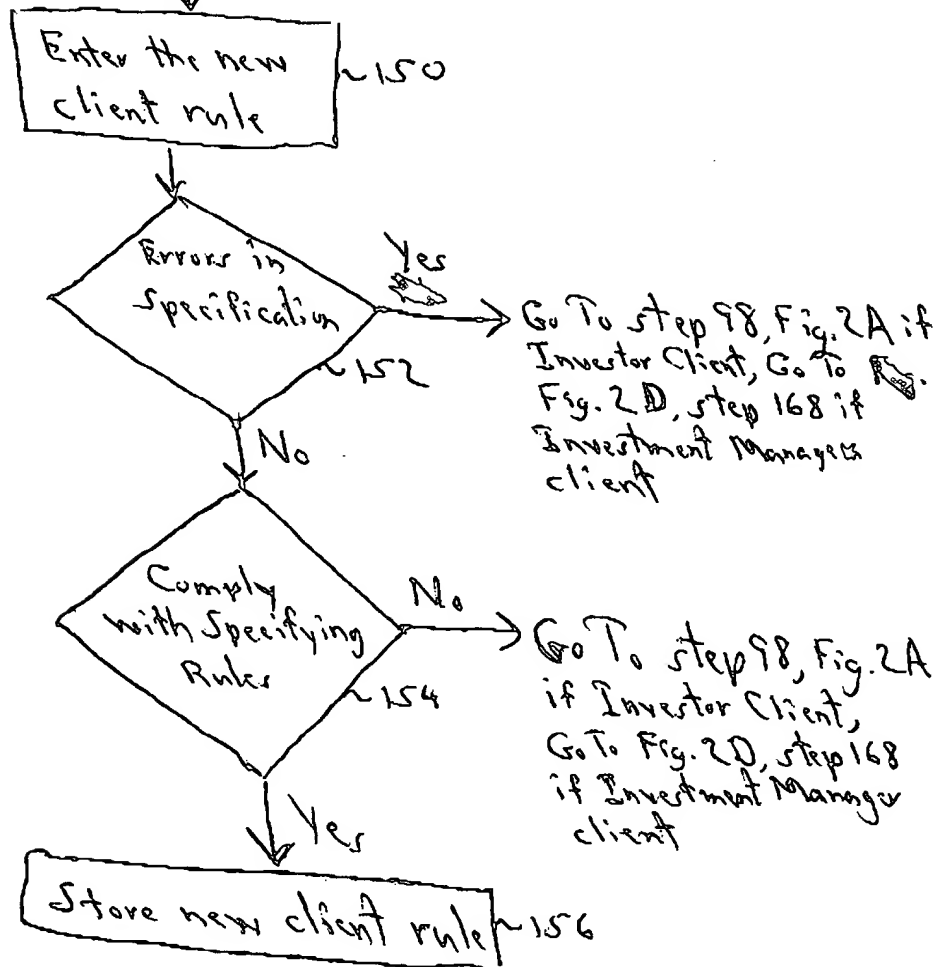 Enter the new
client rule
~150
Errors in
Specification
~152
Yes
Go To step 98, Fig. 2A if
Investor Client, Go To
Fig. 2D, step 168 if
Investment Managers
client
No
Comply
with Specifying
Rules
~154
No
Go To step 98, Fig. 2A
if Investor Client,
Go To Fig. 2D, step 168
if Investment Manager
client
Yes
Store new client rule
~156